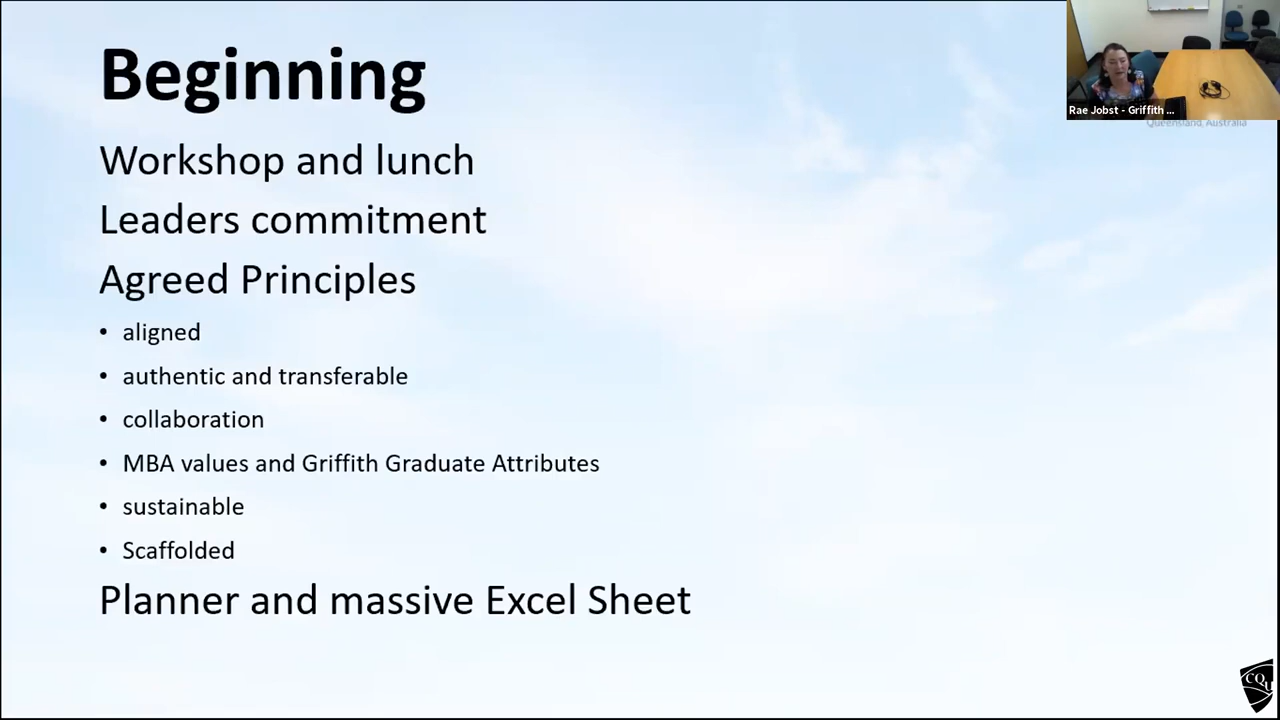 Beginning
Workshop and lunch
Leaders commitment
Agreed Principles
• aligned
• authentic and transferable
• collaboration
• MBA values and Griffith Graduate Attributes
• sustainable
• Scaffolded
Planner and massive Excel Sheet
Rae Jobst - Griffith ...
Queensland, Australia
CQU